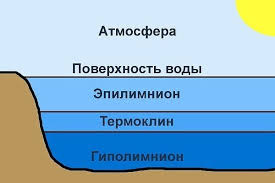 Атмосфера
Поверхность воды
Эпилимнион
Термоклин
Гиполимнион